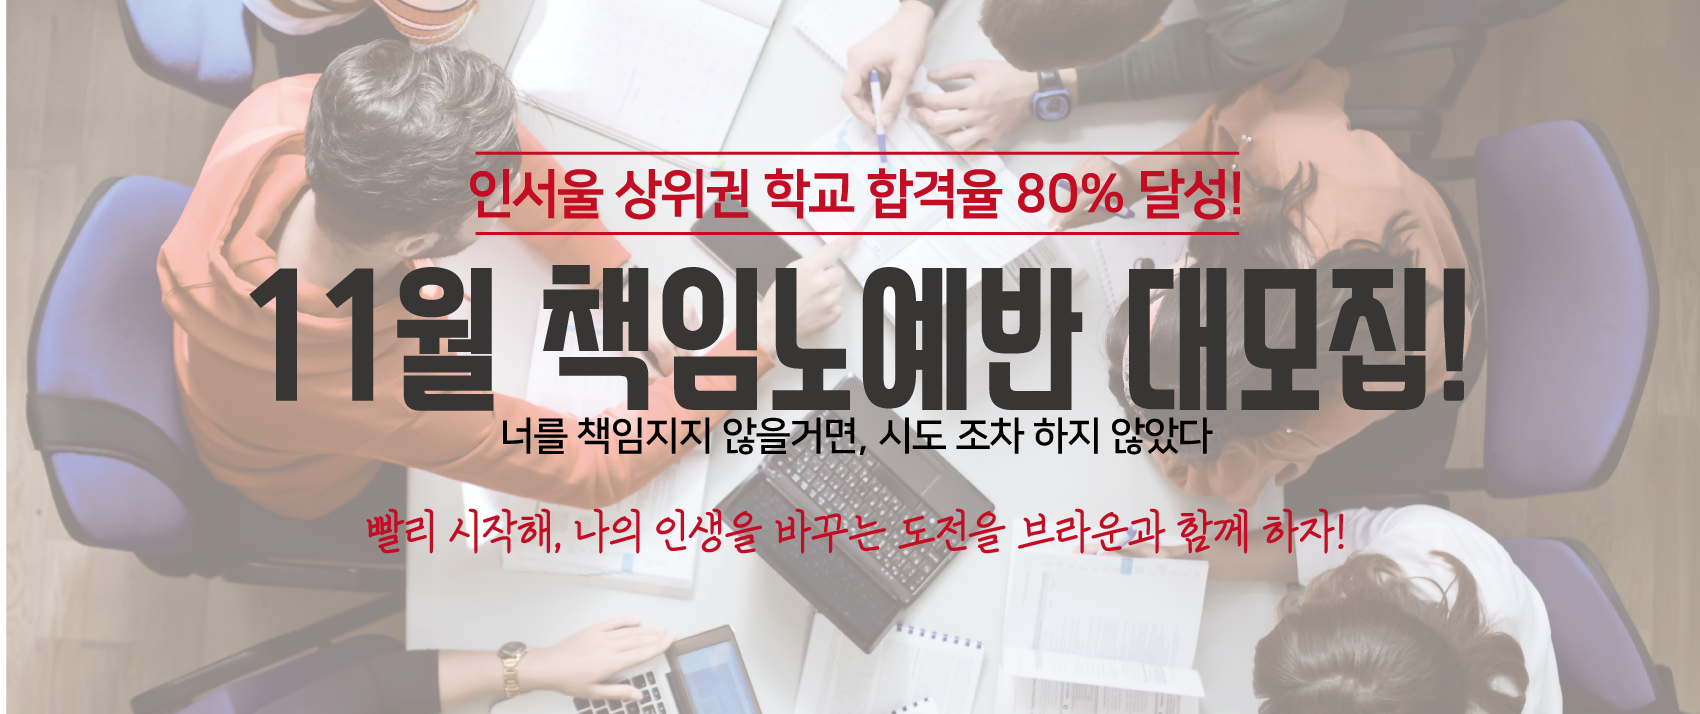 인서울 상위권 학교 합격율 80% 달성!
11월 책임노예반 대모집!
너를 책임지지 않을거면, 시도 조차 하지 않았다
빨리 시작해, 나의 인생을 바꾸는 도전을 브라운과 함께 하자!